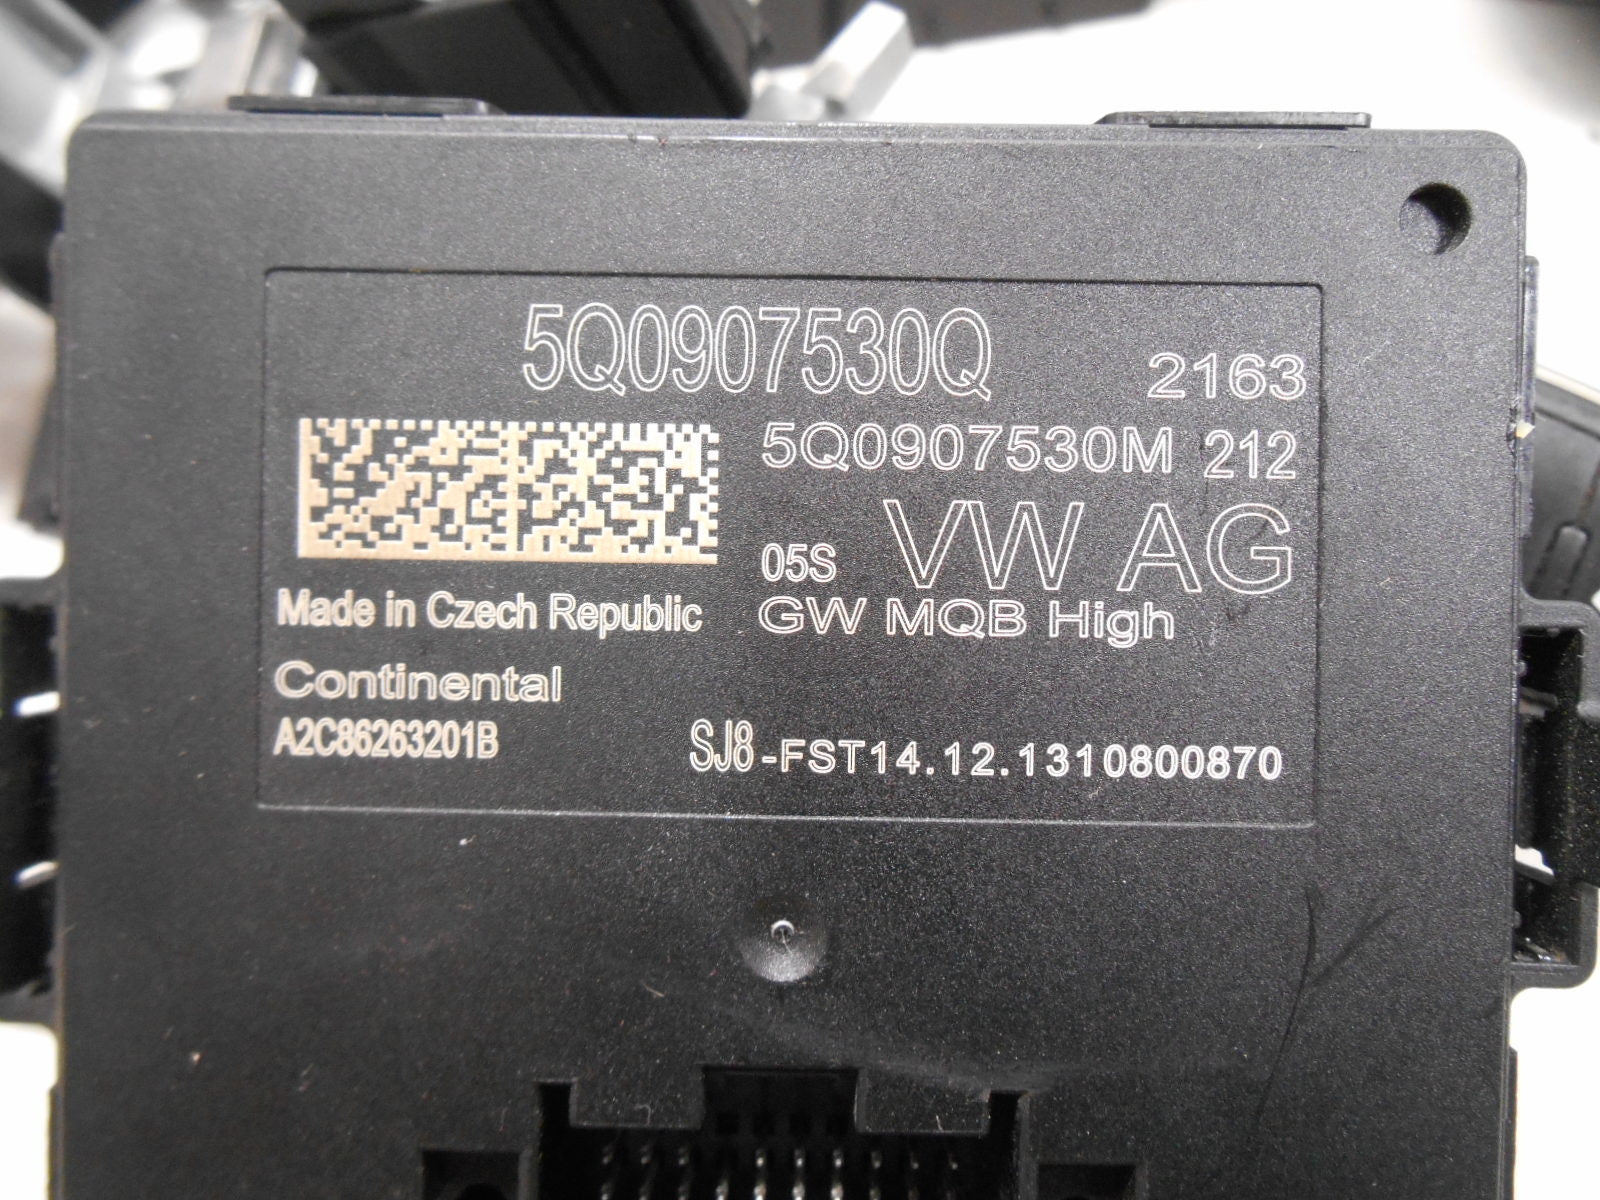 5Q0907530Q 2163
5Q0907530M 212
05S VW AG
Made in Czech Republic GW MQB High
Continental
A2C86263201B SJ8-FST14.12.1310800870